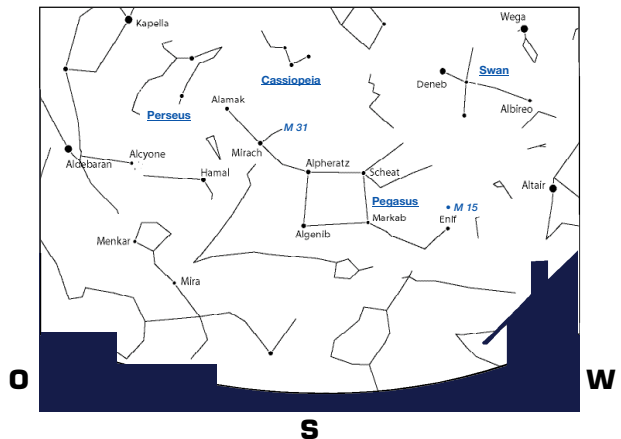 Wega
Kapella
Swan
Cassiopeia
Deneb
Alamak
Albireo
Perseus
M 31
Mirach
Alcyone
Aldebaran
Alpheratz
Hamal
Scheat
Altair
Pegasus
M 15
Markab
Enif
Algenib
Menkar
Mira
O
W
S